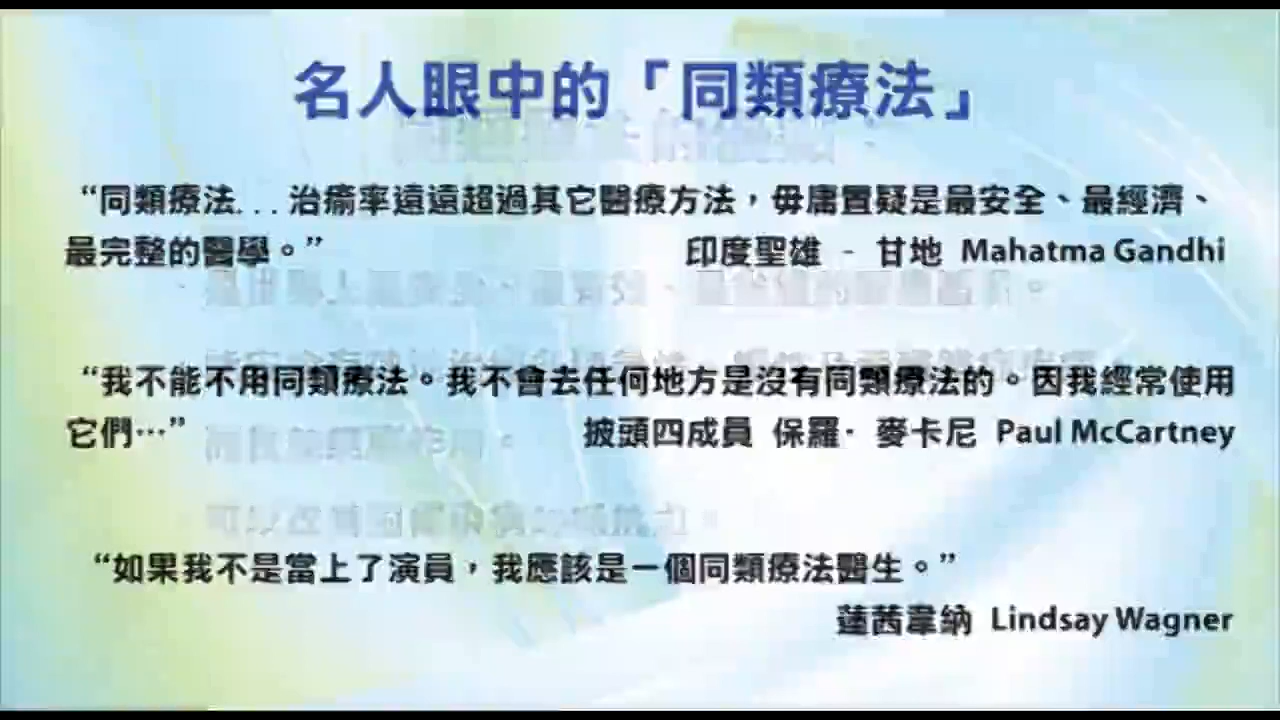 名人眼中的「同類療法」
“同類療法...治癒率遠遠超過其它醫療方法，毋庸置疑是最安全、最經濟、
最完整的醫學。” 印度聖雄 - 甘地 Mahatma Gandhi
“我不能不用同類療法。我不會去任何地方是沒有同類療法的。因我經常使用
它們…” 披頭四成員 保羅· 麥卡尼 Paul McCartney
“如果我不是當上了演員，我應該是一個同類療法醫生。”
蓮茜韋納 Lindsay Wagner